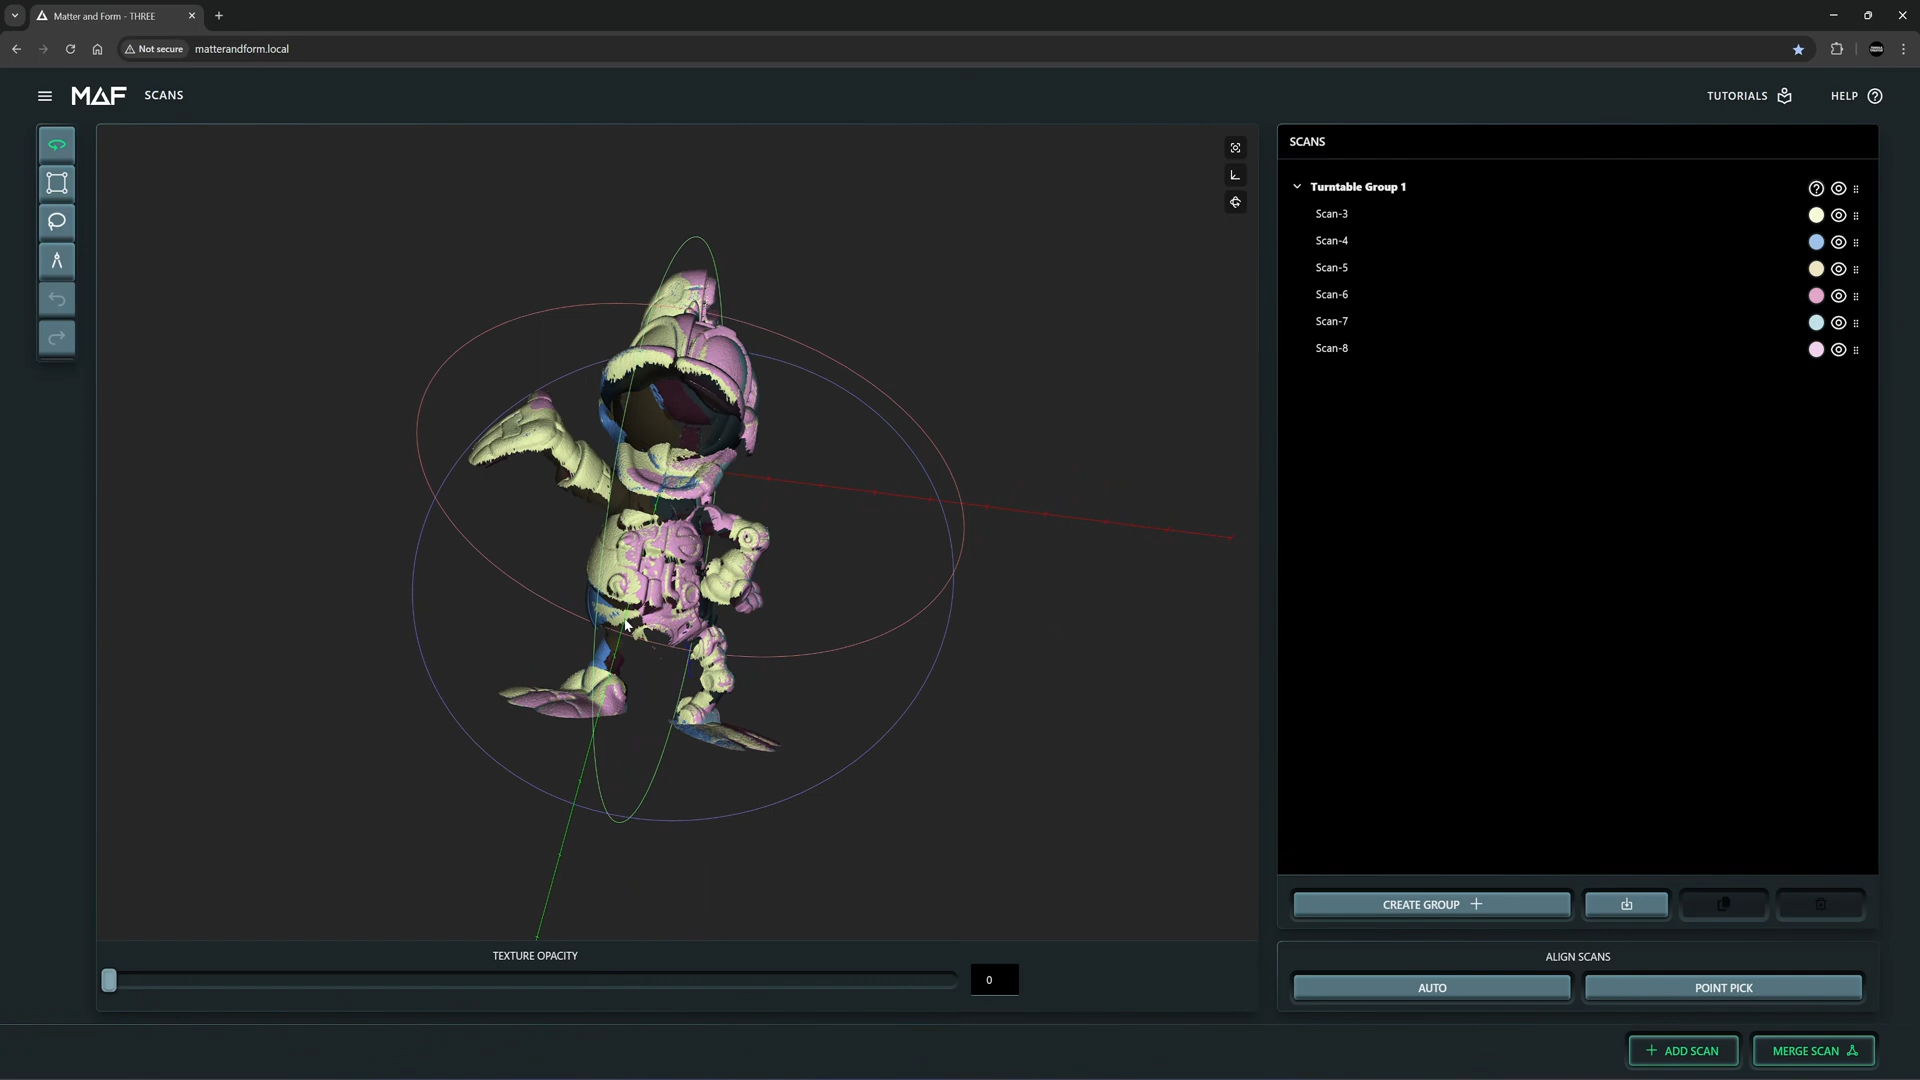 Matter and Form - THREE
Not secure
matterandform.local
MAF
SCANS
TUTORIALS
HELP
SCANS
Turntable Group 1
Scan-3
Scan-4
Scan-5
Scan-6
Scan-7
Scan-8
CREATE GROUP
TEXTURE OPACITY
0
ALIGN SCANS
AUTO
POINT PICK
ADD SCAN
MERGE SCAN